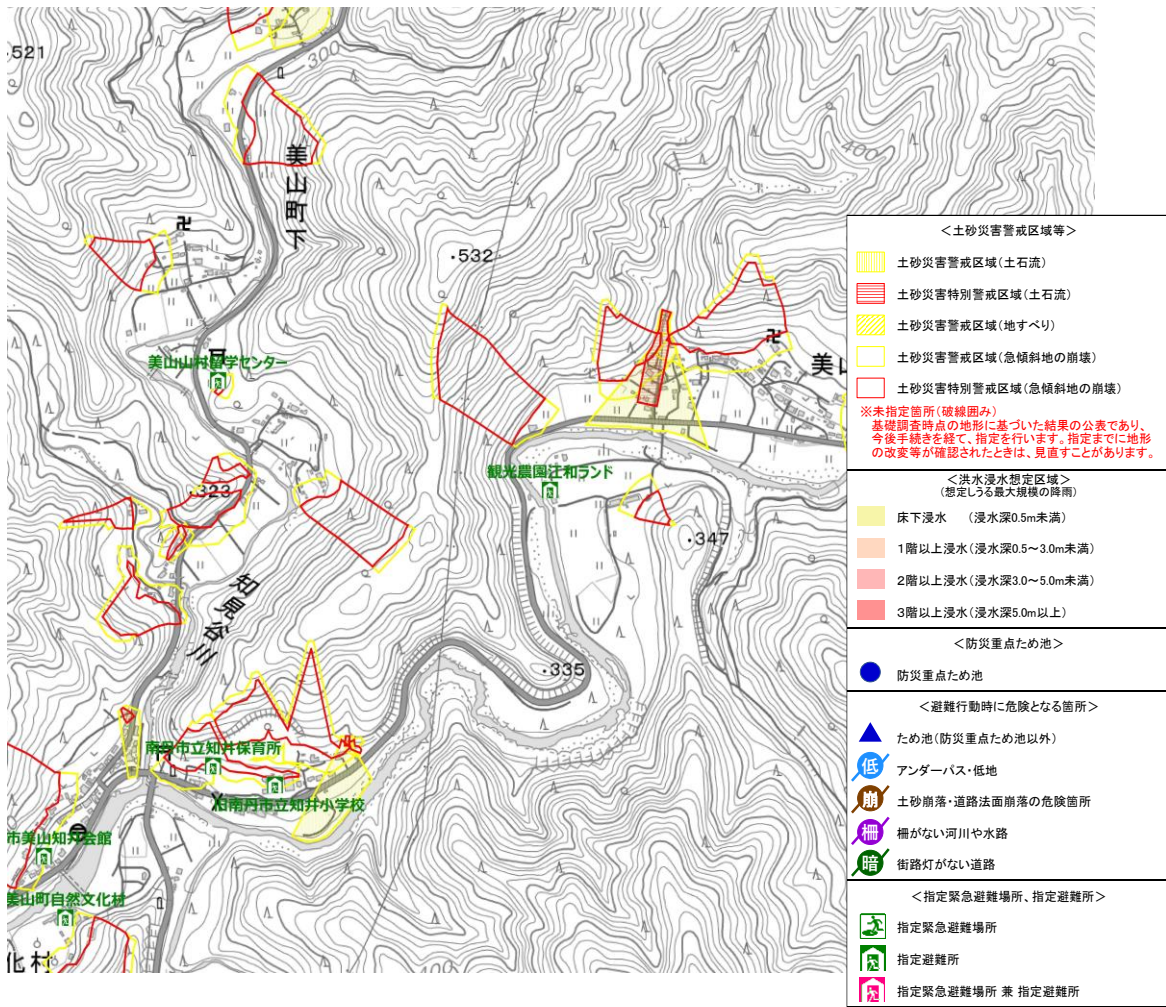 ・521
300
美山町下
400
・532
美山山村留学センター
美山
観光農園江和ランド
・323
・347
知見谷川
・335
南丹市立知井保育所
旧南丹市立知井小学校
市美山知井会館
美山町自然文化村
化村
400
＜土砂災害警戒区域等＞
土砂災害警戒区域(土石流)
土砂災害特別警戒区域(土石流)
土砂災害警戒区域(地すべり)
土砂災害警戒区域(急傾斜地の崩壊)
土砂災害特別警戒区域(急傾斜地の崩壊)
※未指定箇所(破線囲み)
基礎調査時点の地形に基づいた結果の公表であり、
今後手続きを経て、指定を行います。指定までに地形
の改変等が確認されたときは、見直すことがあります。
＜洪水浸水想定区域＞
(想定しうる最大規模の降雨)
床下浸水　(浸水深0.5m未満)
1階以上浸水(浸水深0.5～3.0m未満)
2階以上浸水(浸水深3.0～5.0m未満)
3階以上浸水(浸水深5.0m以上)
＜防災重点ため池＞
防災重点ため池
＜避難行動時に危険となる箇所＞
ため池(防災重点ため池以外)
低 アンダーパス・低地
崩 土砂崩落・道路法面崩落の危険箇所
柵 柵がない河川や水路
暗 街路灯がない道路
＜指定緊急避難場所、指定避難所＞
指定緊急避難場所
指定避難所
指定緊急避難場所 兼 指定避難所